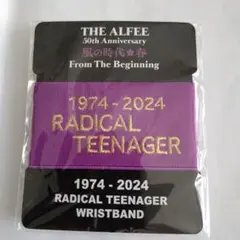 THE ALFEE
50th Anniversary
風の時代★春
From The Beginning
1974 - 2024
RADICAL
TEENAGER
1974 - 2024
RADICAL TEENAGER
WRISTBAND